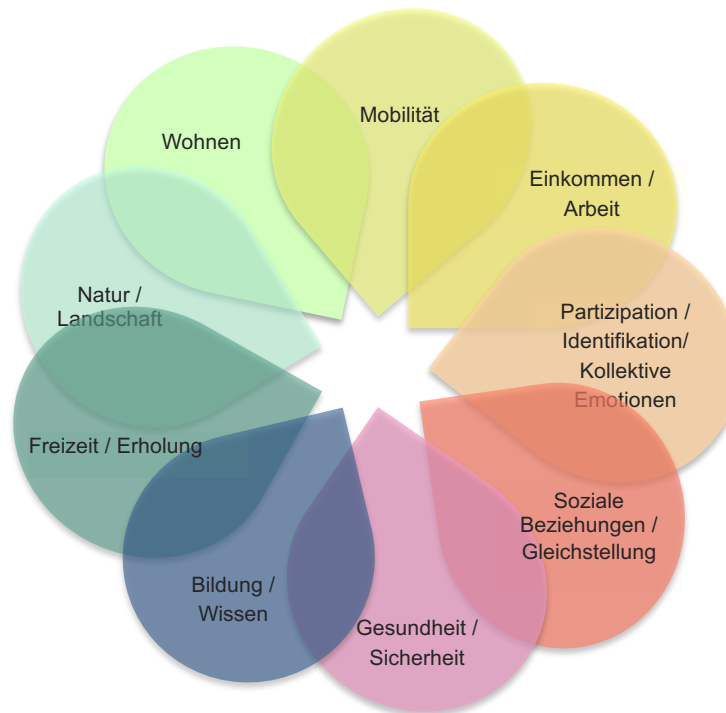 Mobilität
Wohnen
Einkommen /
Arbeit
Natur /
Landschaft
Partizipation /
Identifikation/
Kollektive
Emotionen
Freizeit / Erholung
Soziale
Beziehungen /
Gleichstellung
Bildung /
Wissen
Gesundheit /
Sicherheit